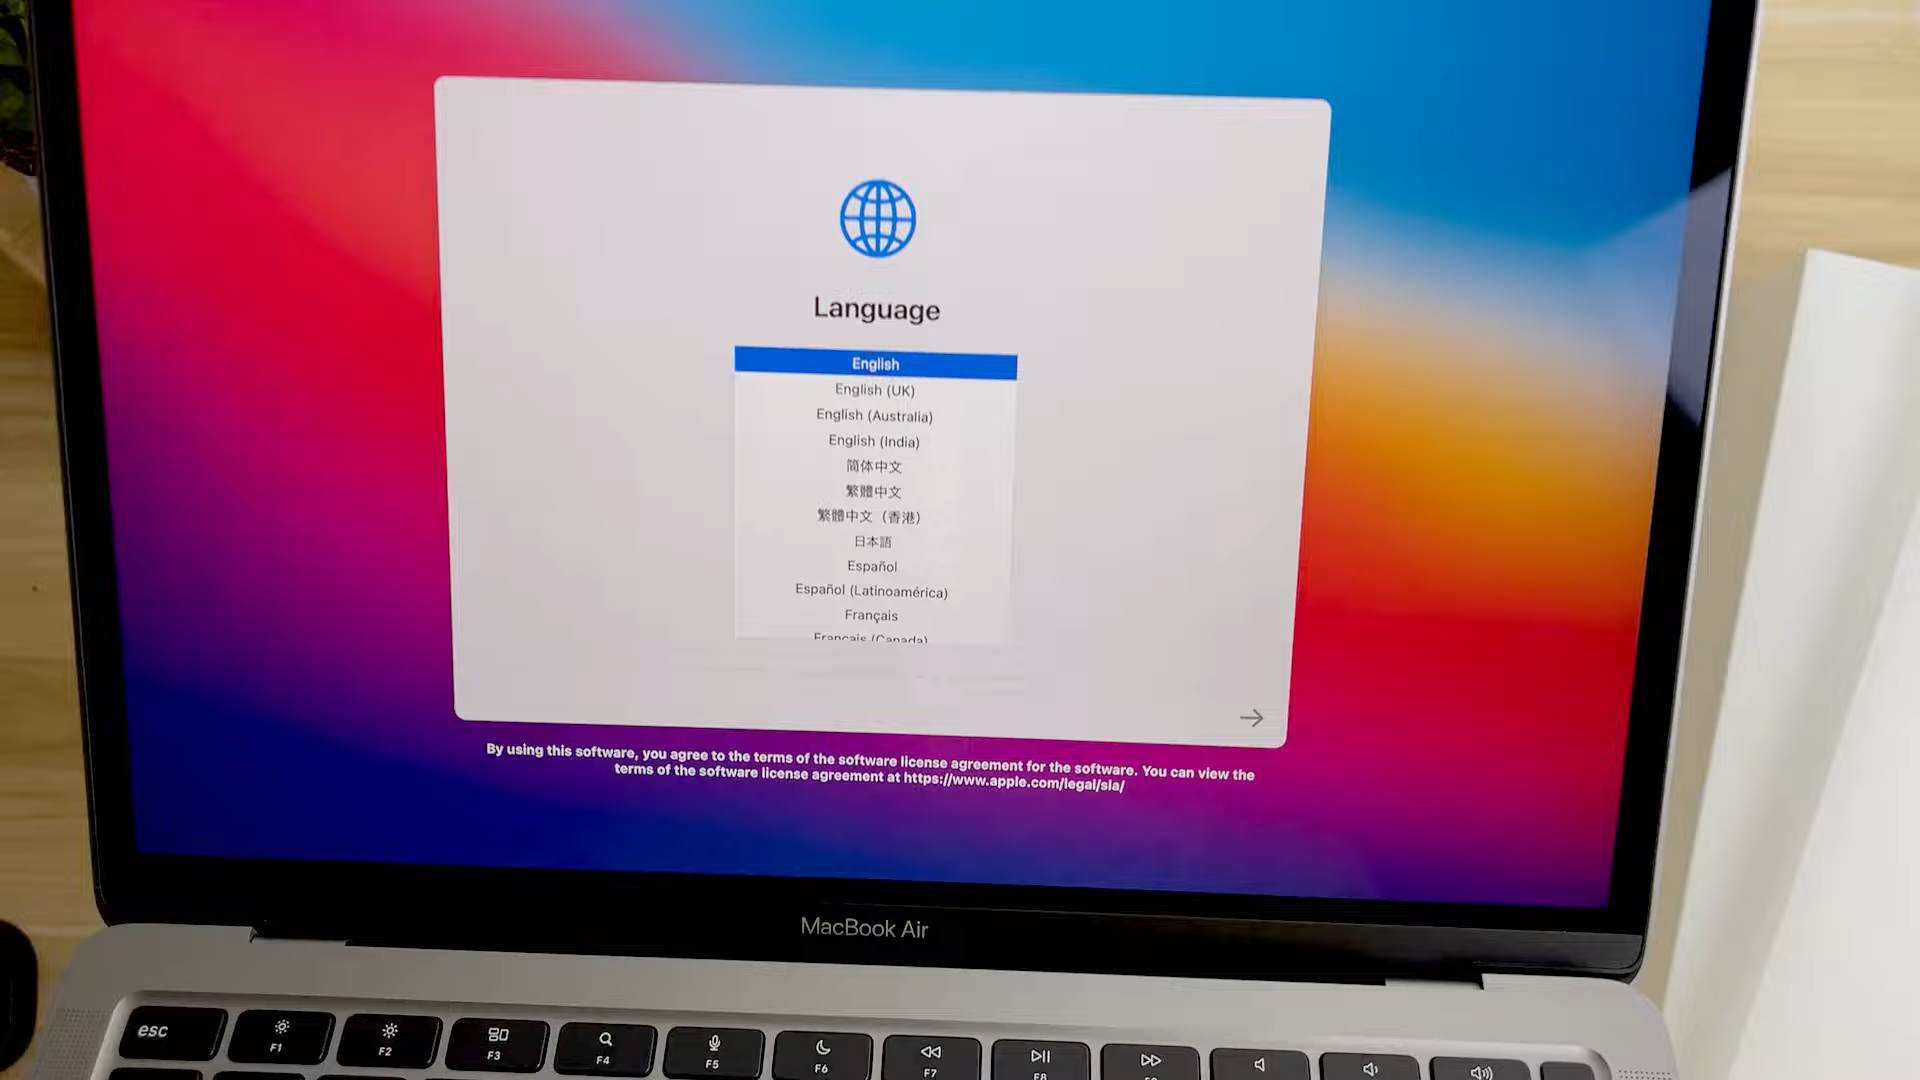 Language
English
English (UK)
English (Australia)
English (India)
简体中文
繁體中文
繁體中文（香港）
日本語
Español
Español (Latinoamérica)
Français
Français (Canada)
By using this software, you agree to the terms of the software license agreement for the software. You can view the
terms of the software license agreement at https://www.apple.com/legal/sla/
MacBook Air
esc
F1
F2
F3
F4
F5
F6
F7
F8